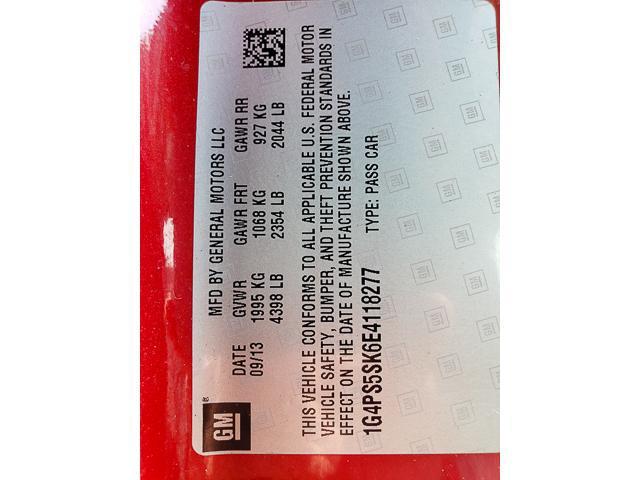 GM
MFD BY GENERAL MOTORS LLC
DATE GVWR GAWR FRT GAWR RR
09/13 1995 KG 1068 KG 927 KG
4398 LB 2354 LB 2044 LB
THIS VEHICLE CONFORMS TO ALL APPLICABLE U.S. FEDERAL MOTOR
VEHICLE SAFETY, BUMPER, AND THEFT PREVENTION STANDARDS IN
EFFECT ON THE DATE OF MANUFACTURE SHOWN ABOVE.
1G4PS5SK6E4118277 TYPE: PASS CAR